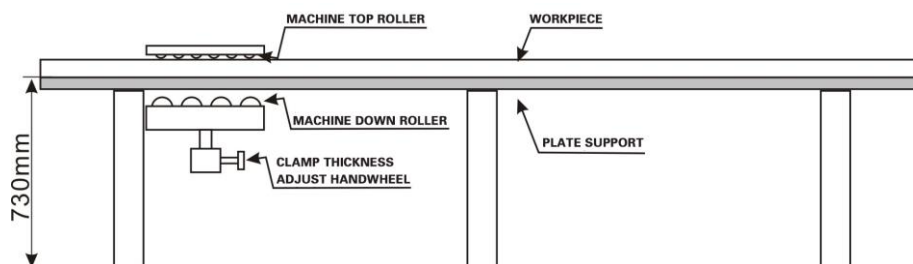 MACHINE TOP ROLLER
WORKPIECE
MACHINE DOWN ROLLER
PLATE SUPPORT
CLAMP THICKNESS
ADJUST HANDWHEEL
730mm